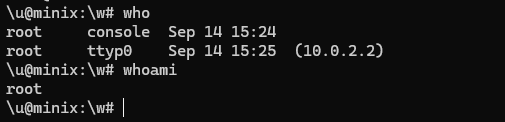 \u@minix:\w# who
root     console  Sep 14 15:24
root     ttyp0    Sep 14 15:25  (10.0.2.2)
\u@minix:\w# whoami
root
\u@minix:\w#